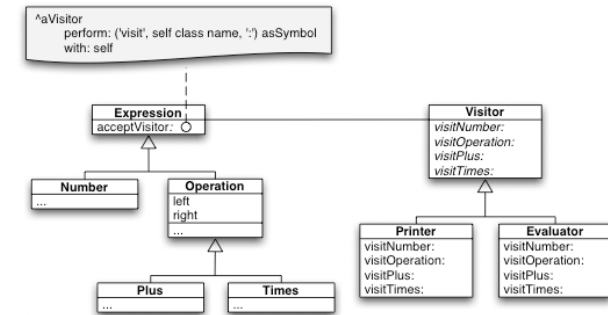 ^aVisitor
perform: ('visit', self class name, ':') asSymbol
with: self
Expression
acceptVisitor:
Visitor
visitNumber:
visitOperation:
visitPlus:
visitTimes:
Number
...
Operation
left
right
...
Printer
visitNumber:
visitOperation:
visitPlus:
visitTimes:
Evaluator
visitNumber:
visitOperation:
visitPlus:
visitTimes:
Plus
...
Times
...